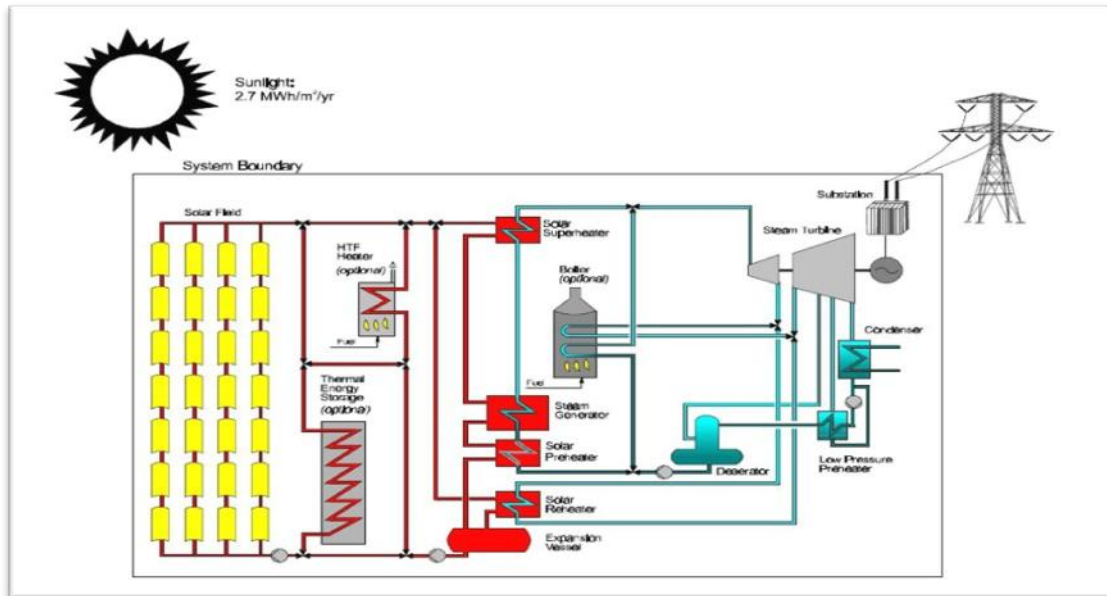 Sunlight:
2.7 MWh/m²/yr
System Boundary
Solar Field
HTF
Heater
(optional)
Fuel
Thermal
Energy
Storage
(optional)
Solar
Superheater
Boiler
(optional)
Fuel
Steam
Generator
Solar
Preheater
Solar
Reheater
Expansion
Vessel
Substation
Steam Turbine
Condenser
Low Pressure
Preheater
Deaerator